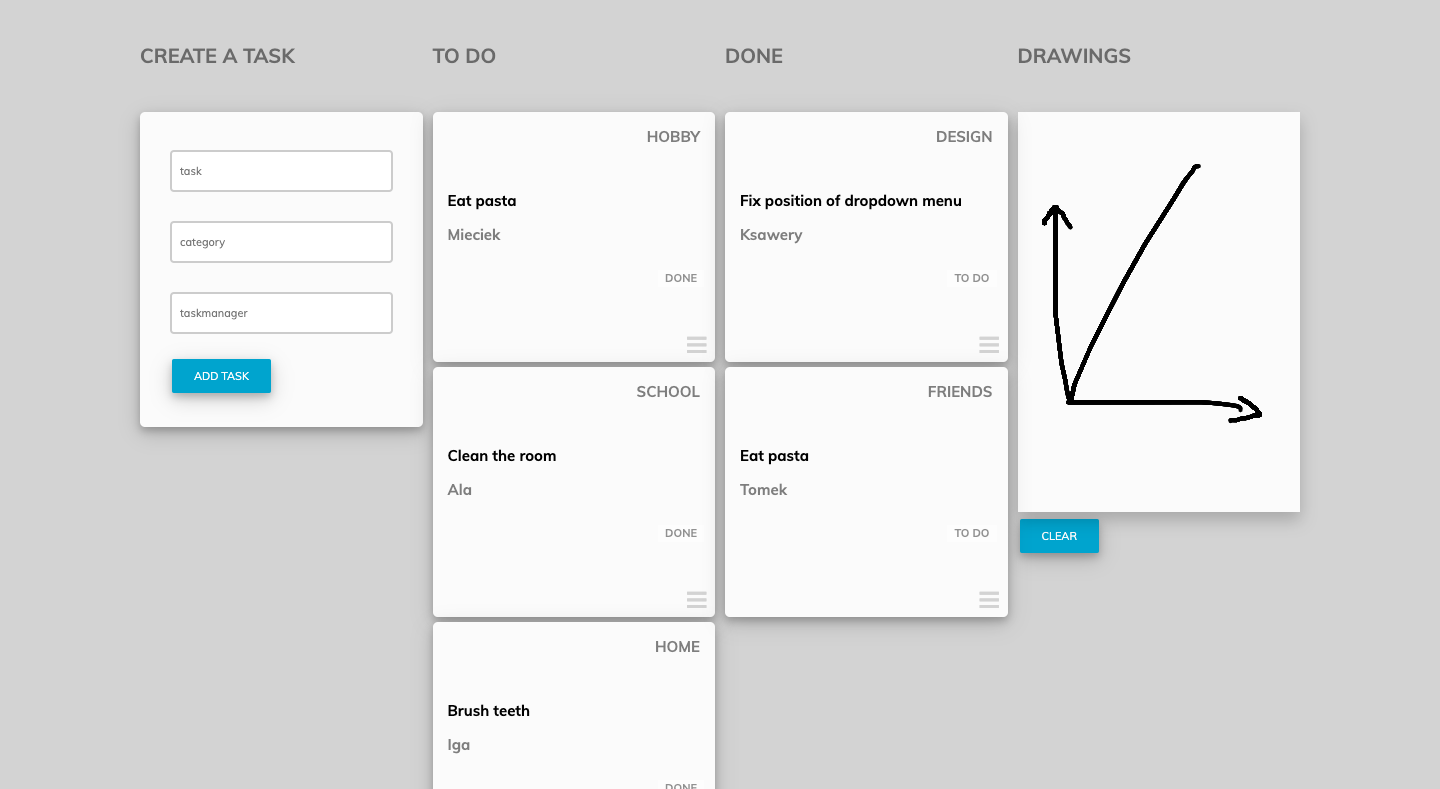 CREATE A TASK
task
category
taskmanager
ADD TASK
TO DO
HOBBY
Eat pasta
Mieciek
DONE
SCHOOL
Clean the room
Ala
DONE
HOME
Brush teeth
Iga
DONE
DONE
DESIGN
Fix position of dropdown menu
Ksawery
TO DO
FRIENDS
Eat pasta
Tomek
TO DO
DRAWINGS
CLEAR